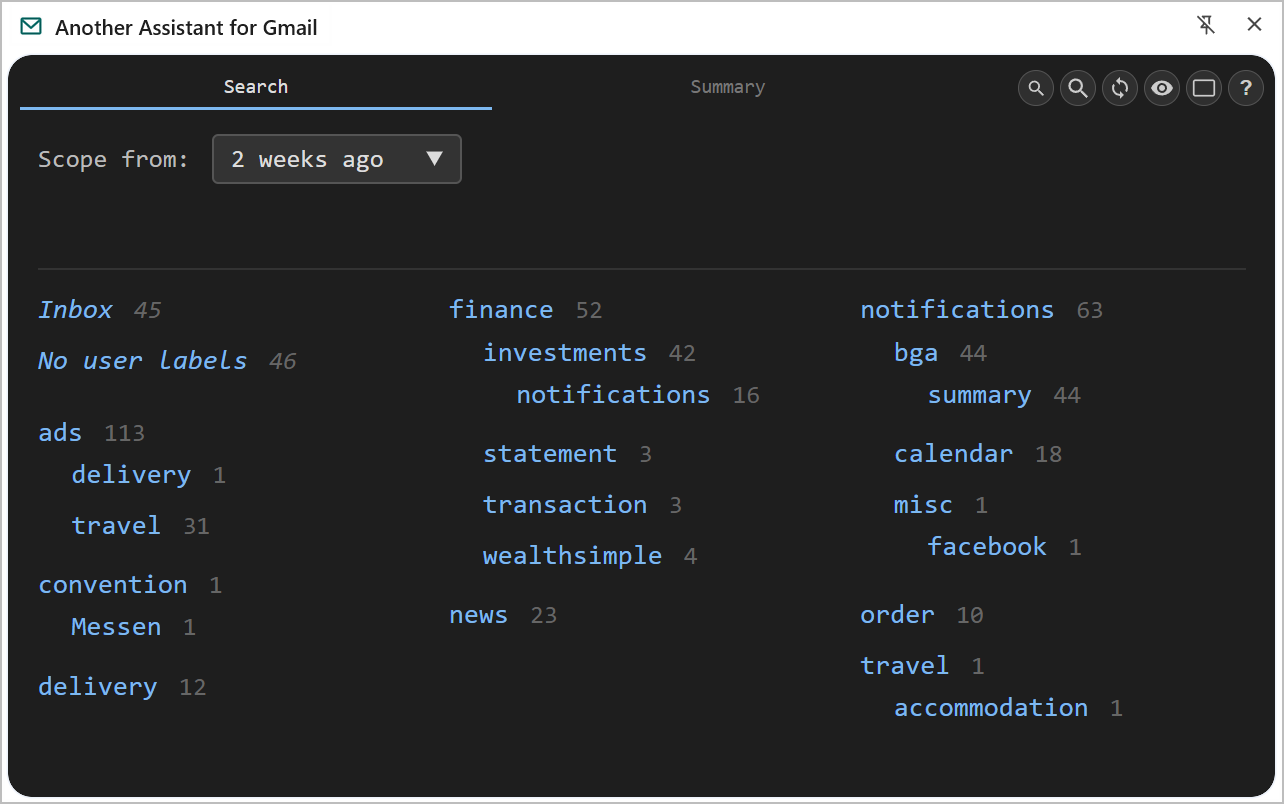 Another Assistant for Gmail
Search
Summary
?
Scope from: 2 weeks ago
Inbox 45
No user labels 46
ads 113
delivery 1
travel 31
convention 1
Messen 1
delivery 12
finance 52
investments 42
notifications 16
statement 3
transaction 3
wealthsimple 4
news 23
notifications 63
bga 44
summary 44
calendar 18
misc 1
facebook 1
order 10
travel 1
accommodation 1